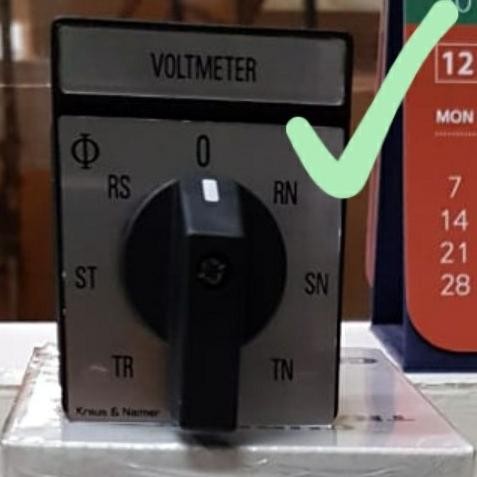 VOLTMETER
Φ 0
RS RN
ST SN
TR TN
Kraus & Naimer
12
MON
7
14
21
28